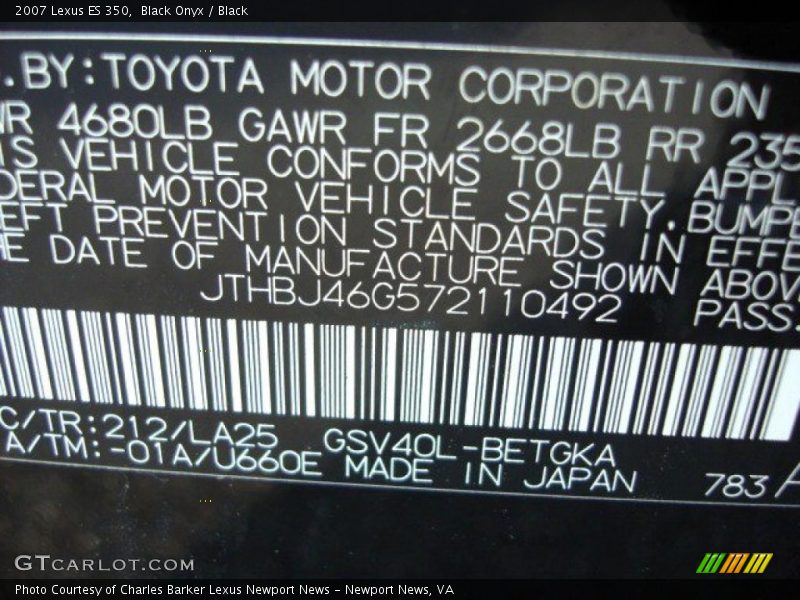 2007 Lexus ES 350, Black Onyx / Black
.BY:TOYOTA MOTOR CORPORATION
WR 4680LB GAWR FR 2668LB RR 235
IS VEHICLE CONFORMS TO ALL APPL
DERAL MOTOR VEHICLE SAFETY,BUMPE
EFT PREVENTION STANDARDS IN EFFE
HE DATE OF MANUFACTURE SHOWN ABOV
JTHBJ46G572110492 PASS.
C/TR:212/LA25 GSV40L-BETGKA
A/TM:-01A/U660E MADE IN JAPAN 783 A
GTCARLOT.COM
Photo Courtesy of Charles Barker Lexus Newport News - Newport News, VA